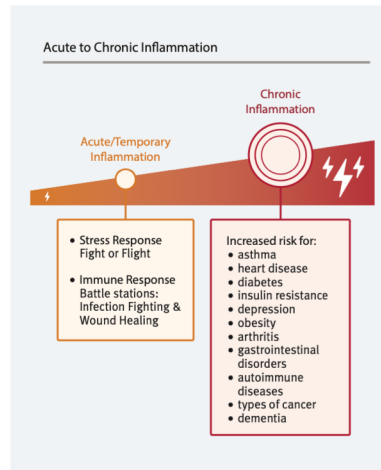 Acute to Chronic Inflammation
Chronic
Inflammation
Acute/Temporary
Inflammation
• Stress Response
Fight or Flight
• Immune Response
Battle stations:
Infection Fighting &
Wound Healing
Increased risk for:
• asthma
• heart disease
• diabetes
• insulin resistance
• depression
• obesity
• arthritis
• gastrointestinal
disorders
• autoimmune
diseases
• types of cancer
• dementia